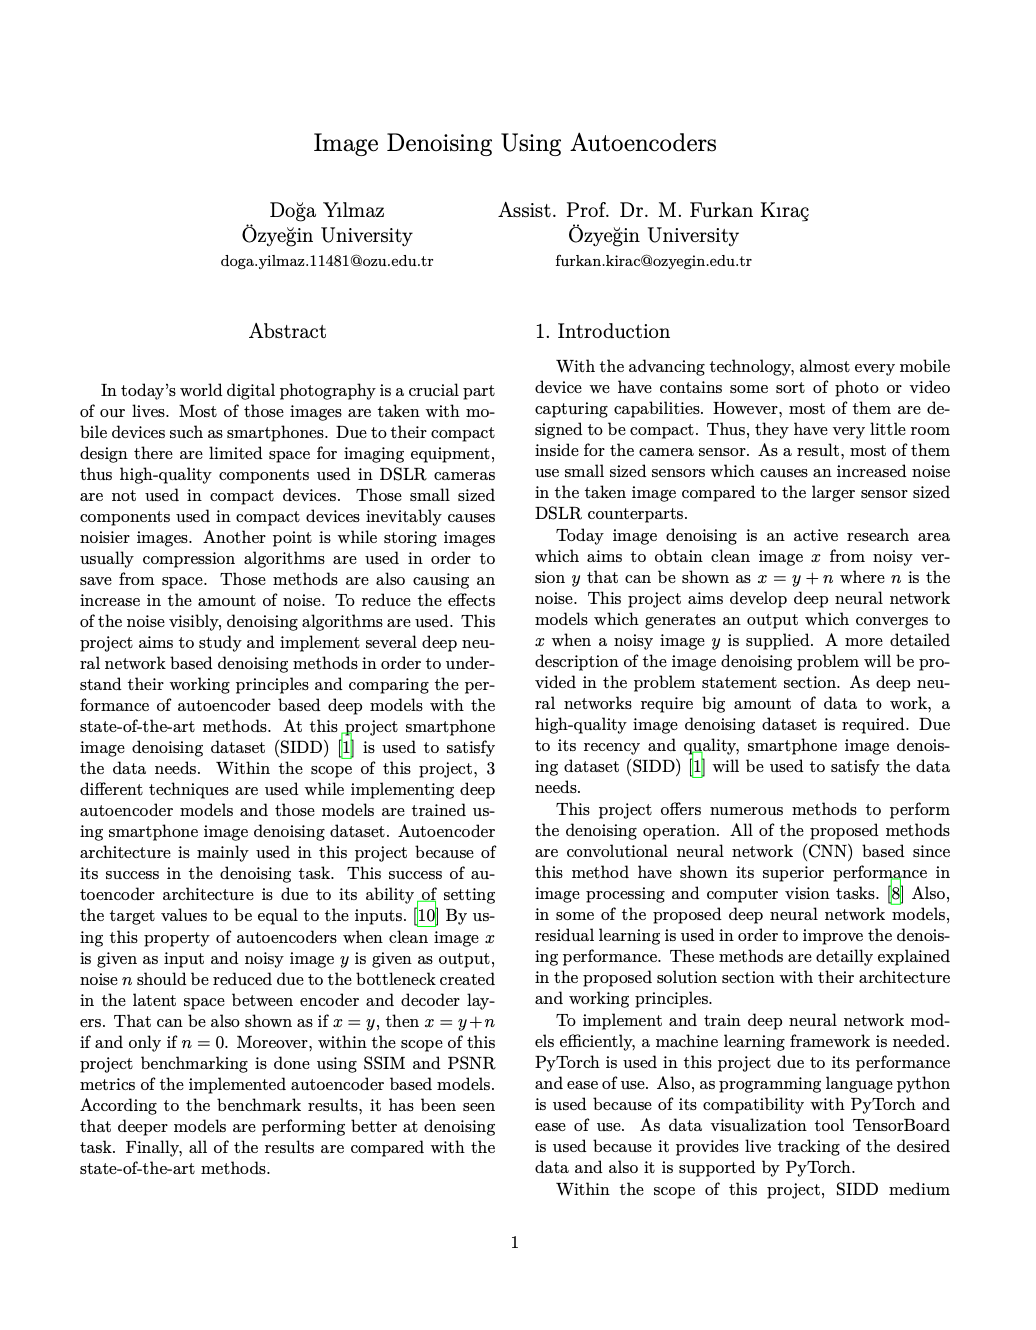 Image Denoising Using Autoencoders
Doğa Yılmaz
Özyeğin University
doga.yilmaz.11481@ozu.edu.tr
Assist. Prof. Dr. M. Furkan Kıraç
Özyeğin University
furkan.kirac@ozyegin.edu.tr
Abstract
In today's world digital photography is a crucial part
of our lives. Most of those images are taken with mo-
bile devices such as smartphones. Due to their compact
design there are limited space for imaging equipment,
thus high-quality components used in DSLR cameras
are not used in compact devices. Those small sized
components used in compact devices inevitably causes
noisier images. Another point is while storing images
usually compression algorithms are used in order to
save from space. Those methods are also causing an
increase in the amount of noise. To reduce the effects
of the noise visibly, denoising algorithms are used. This
project aims to study and implement several deep neu-
ral network based denoising methods in order to under-
stand their working principles and comparing the per-
formance of autoencoder based deep models with the
state-of-the-art methods. At this project smartphone
image denoising dataset (SIDD) [1] is used to satisfy
the data needs. Within the scope of this project, 3
different techniques are used while implementing deep
autoencoder models and those models are trained us-
ing smartphone image denoising dataset. Autoencoder
architecture is mainly used in this project because of
its success in the denoising task. This success of au-
toencoder architecture is due to its ability of setting
the target values to be equal to the inputs. [10] By us-
ing this property of autoencoders when clean image x
is given as input and noisy image y is given as output,
noise n should be reduced due to the bottleneck created
in the latent space between encoder and decoder lay-
ers. That can be also shown as if x = y, then x = y+n
if and only if n = 0. Moreover, within the scope of this
project benchmarking is done using SSIM and PSNR
metrics of the implemented autoencoder based models.
According to the benchmark results, it has been seen
that deeper models are performing better at denoising
task. Finally, all of the results are compared with the
state-of-the-art methods.
1. Introduction
With the advancing technology, almost every mobile
device we have contains some sort of photo or video
capturing capabilities. However, most of them are de-
signed to be compact. Thus, they have very little room
inside for the camera sensor. As a result, most of them
use small sized sensors which causes an increased noise
in the taken image compared to the larger sensor sized
DSLR counterparts.
Today image denoising is an active research area
which aims to obtain clean image x from noisy ver-
sion y that can be shown as x = y + n where n is the
noise. This project aims develop deep neural network
models which generates an output which converges to
x when a noisy image y is supplied. A more detailed
description of the image denoising problem will be pro-
vided in the problem statement section. As deep neu-
ral networks require big amount of data to work, a
high-quality image denoising dataset is required. Due
to its recency and quality, smartphone image denois-
ing dataset (SIDD) [1] will be used to satisfy the data
needs.
This project offers numerous methods to perform
the denoising operation. All of the proposed methods
are convolutional neural network (CNN) based since
this method have shown its superior performance in
image processing and computer vision tasks. [8] Also,
in some of the proposed deep neural network models,
residual learning is used in order to improve the denois-
ing performance. These methods are detailly explained
in the proposed solution section with their architecture
and working principles.
To implement and train deep neural network mod-
els efficiently, a machine learning framework is needed.
PyTorch is used in this project due to its performance
and ease of use. Also, as programming language python
is used because of its compatibility with PyTorch and
ease of use. As data visualization tool TensorBoard
is used because it provides live tracking of the desired
data and also it is supported by PyTorch.
Within the scope of this project, SIDD medium
1